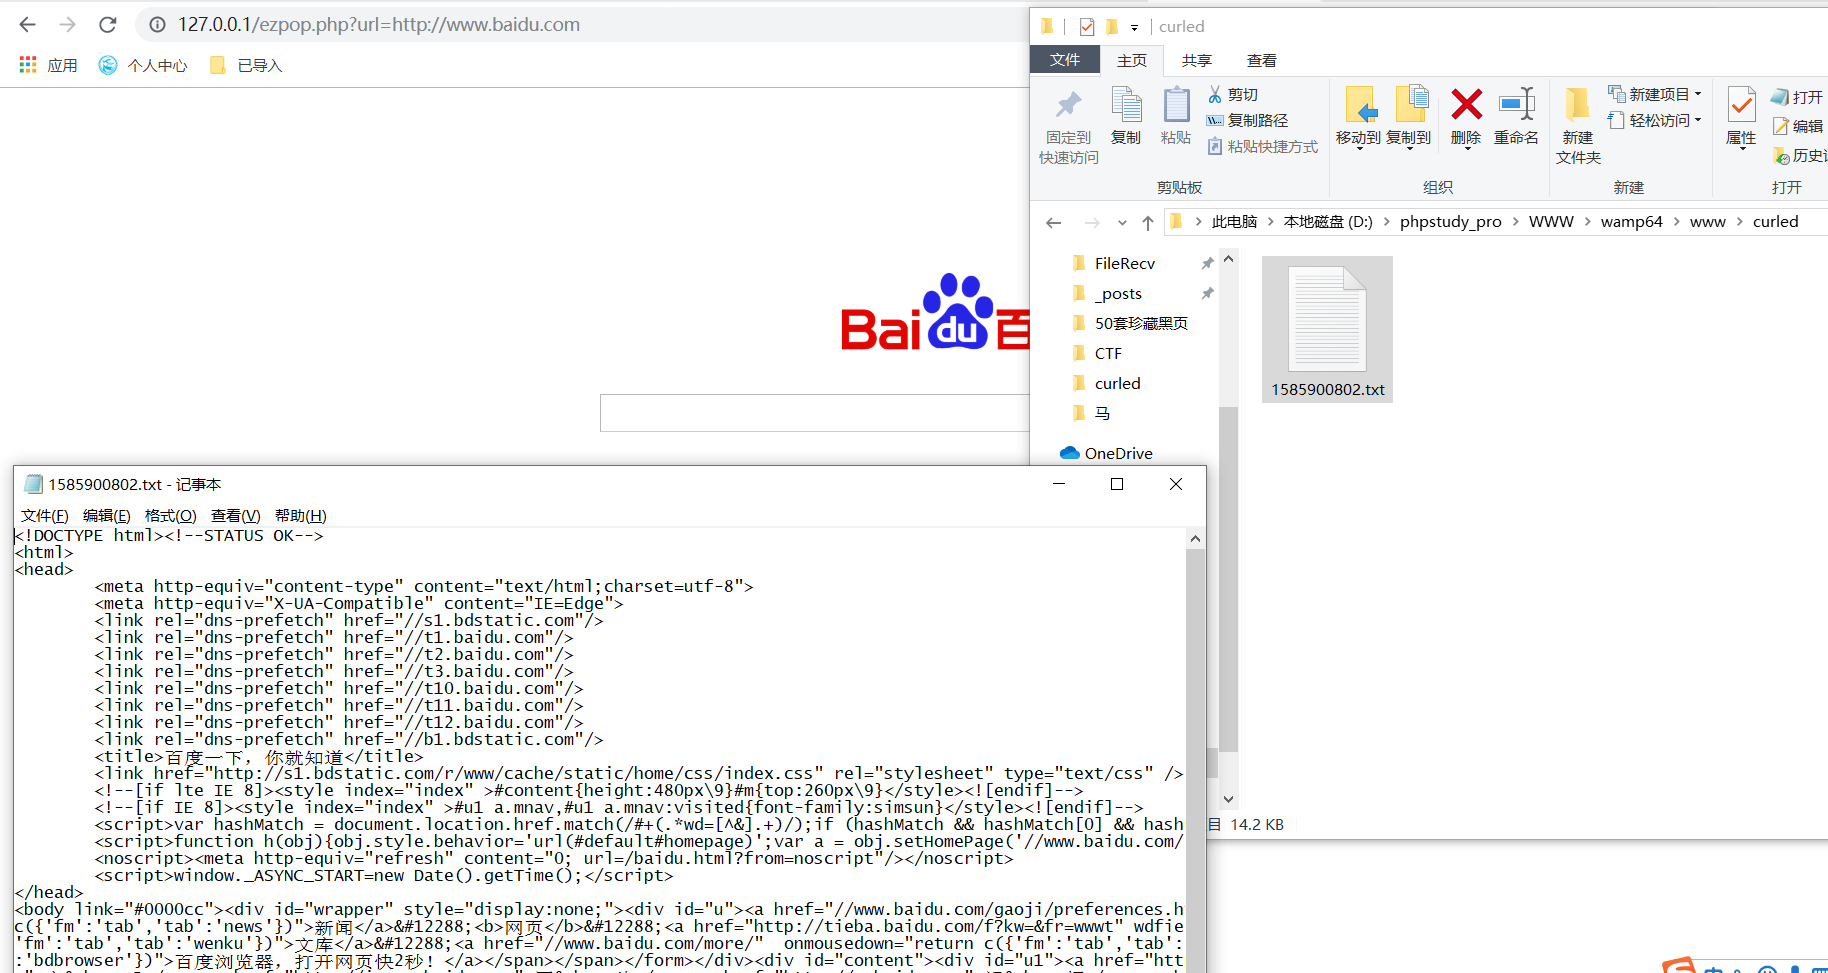 127.0.0.1/ezpop.php?url=http://www.baidu.com
应用 个人中心 已导入
Bai du 百
curled
文件 主页 共享 查看
固定到快速访问
复制
粘贴
剪切
复制路径
粘贴快捷方式
剪贴板
移动到
复制到
删除
重命名
组织
新建文件夹
新建项目
轻松访问
新建
属性
打开
编辑
历史记
打开
此电脑 > 本地磁盘 (D:) > phpstudy_pro > WWW > wamp64 > www > curled
FileRecv
_posts
50套珍藏黑页
CTF
curled
马
OneDrive
1585900802.txt
目 14.2 KB
1585900802.txt - 记事本
文件(F) 编辑(E) 格式(O) 查看(V) 帮助(H)
<!DOCTYPE html><!--STATUS OK-->
<html>
<head>
<meta http-equiv="content-type" content="text/html;charset=utf-8">
<meta http-equiv="X-UA-Compatible" content="IE=Edge">
<link rel="dns-prefetch" href="//s1.bdstatic.com"/>
<link rel="dns-prefetch" href="//t1.baidu.com"/>
<link rel="dns-prefetch" href="//t2.baidu.com"/>
<link rel="dns-prefetch" href="//t3.baidu.com"/>
<link rel="dns-prefetch" href="//t10.baidu.com"/>
<link rel="dns-prefetch" href="//t11.baidu.com"/>
<link rel="dns-prefetch" href="//t12.baidu.com"/>
<link rel="dns-prefetch" href="//b1.bdstatic.com"/>
<title>百度一下，你就知道</title>
<link href="http://s1.bdstatic.com/r/www/cache/static/home/css/index.css" rel="stylesheet" type="text/css" />
<!--[if lte IE 8]><style index="index" >#content{height:480px\9}#m{top:260px\9}</style><![endif]-->
<!--[if IE 8]><style index="index" >#u1 a.mnav,#u1 a.mnav:visited{font-family:simsun}</style><![endif]-->
<script>var hashMatch = document.location.href.match(/#+(.*wd=[^&].+)/);if (hashMatch && hashMatch[0] && hash
<script>function h(obj){obj.style.behavior='url(#default#homepage)';var a = obj.setHomePage('//www.baidu.com/
<noscript><meta http-equiv="refresh" content="0; url=/baidu.html?from=noscript"/></noscript>
<script>window._ASYNC_START=new Date().getTime();</script>
</head>
<body link="#0000cc"><div id="wrapper" style="display:none;"><div id="u"><a href="//www.baidu.com/gaoji/preferences.h
c({'fm':'tab','tab':'news'})">新闻</a>&#12288;<b>网页</b>&#12288;<a href="http://tieba.baidu.com/f?kw=&fr=wwwt" wdfie
'fm':'tab','tab':'wenku'})">文库</a>&#12288;<a href="//www.baidu.com/more/" onmousedown="return c({'fm':'tab','tab':
:'bdbrowser'})">百度浏览器，打开网页快2秒！</a></span></span></form></div><div id="content"><div id="u1"><a href="htt